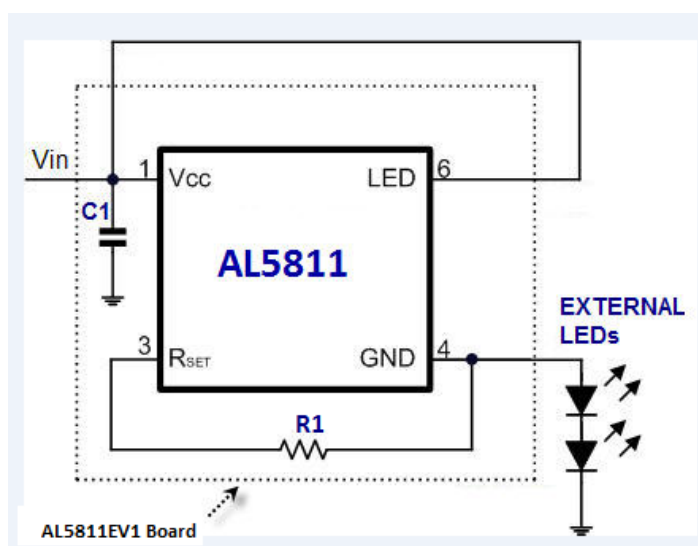 Vin
1
Vcc
LED
6
C1
AL5811
EXTERNAL
LEDs
3
RSET
GND
4
R1
AL5811EV1 Board